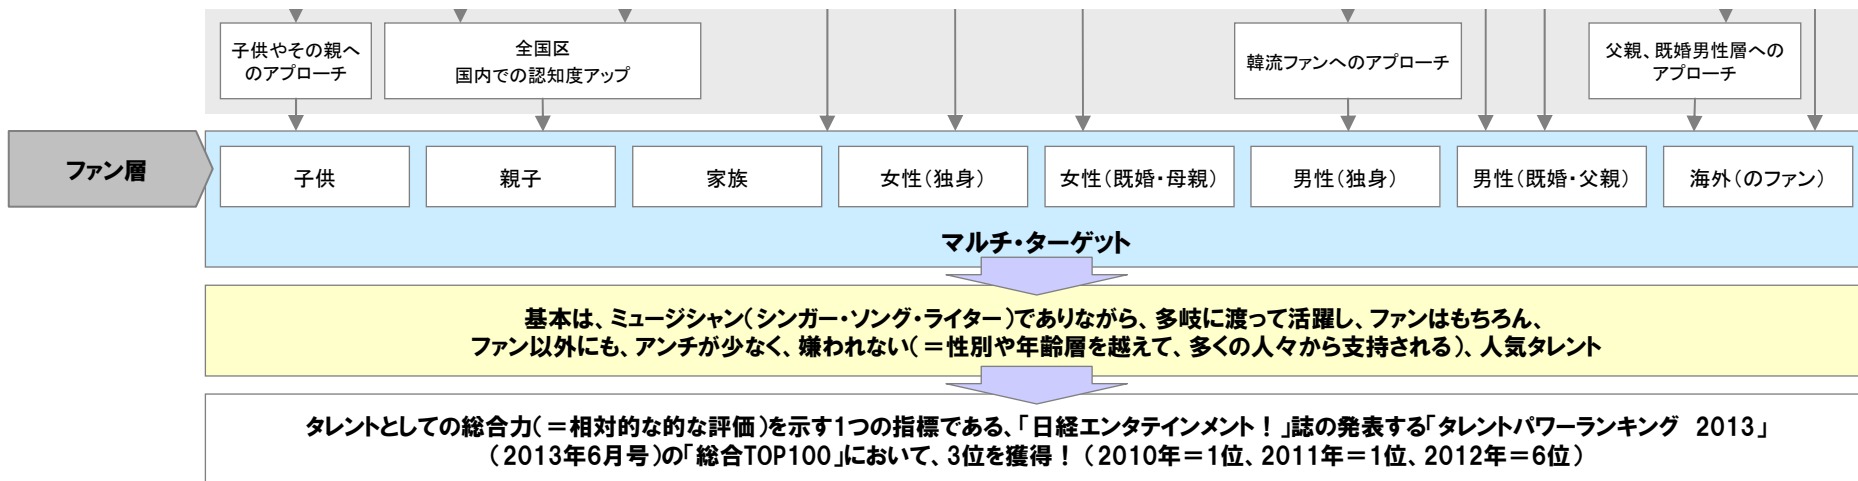 子供やその親へ
のアプローチ
全国区
国内での認知度アップ
韓流ファンへのアプローチ
父親、既婚男性層への
アプローチ
ファン層
子供
親子
家族
女性(独身)
女性(既婚・母親)
男性(独身)
男性(既婚・父親)
海外(のファン)
マルチ・ターゲット
基本は、ミュージシャン(シンガー・ソング・ライター)でありながら、多岐に渡って活躍し、ファンはもちろん、
ファン以外にも、アンチが少なく、嫌われない(=性別や年齢層を越えて、多くの人々から支持される)、人気タレント
タレントとしての総合力(=相対的な的な評価)を示す1つの指標である、「日経エンタテインメント!」誌の発表する「タレントパワーランキング 2013」
(2013年6月号)の「総合TOP100」において、3位を獲得! (2010年=1位、2011年=1位、2012年=6位)